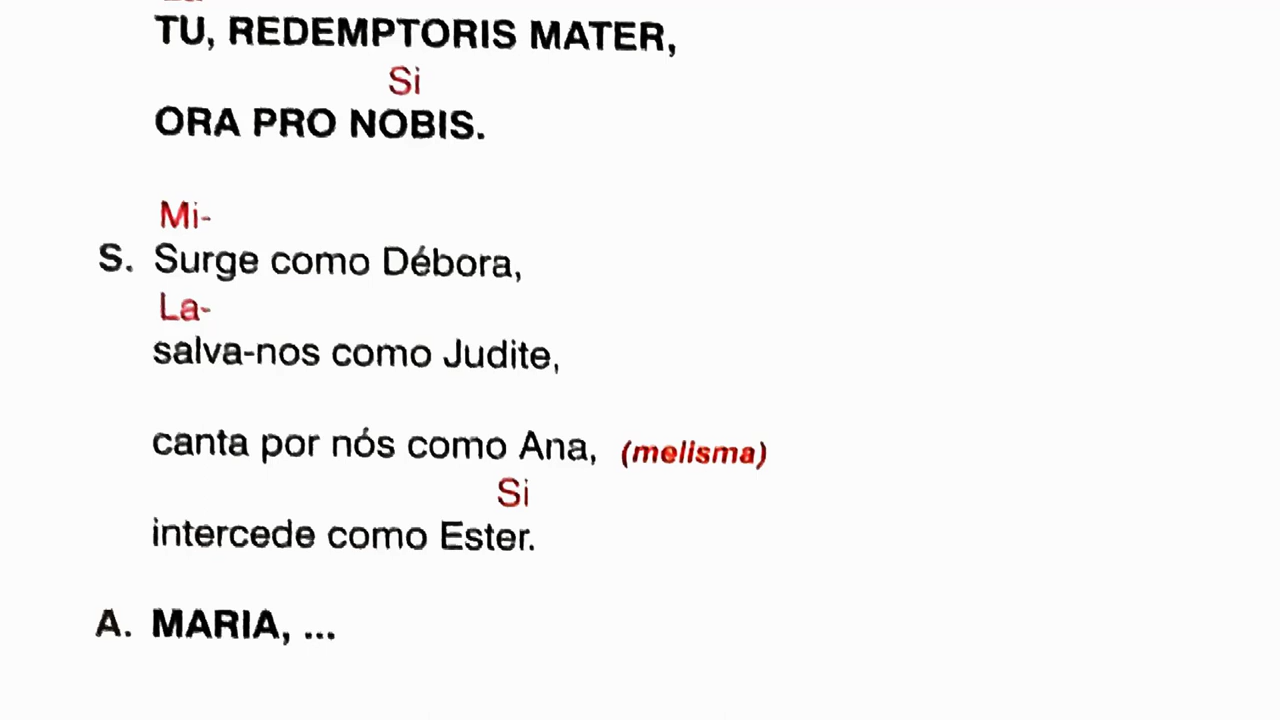 TU, REDEMPTORIS MATER,
Si
ORA PRO NOBIS.
Mi-
S. Surge como Débora,
La-
salva-nos como Judite,
canta por nós como Ana, (melisma)
Si
intercede como Ester.
A. MARIA, ...